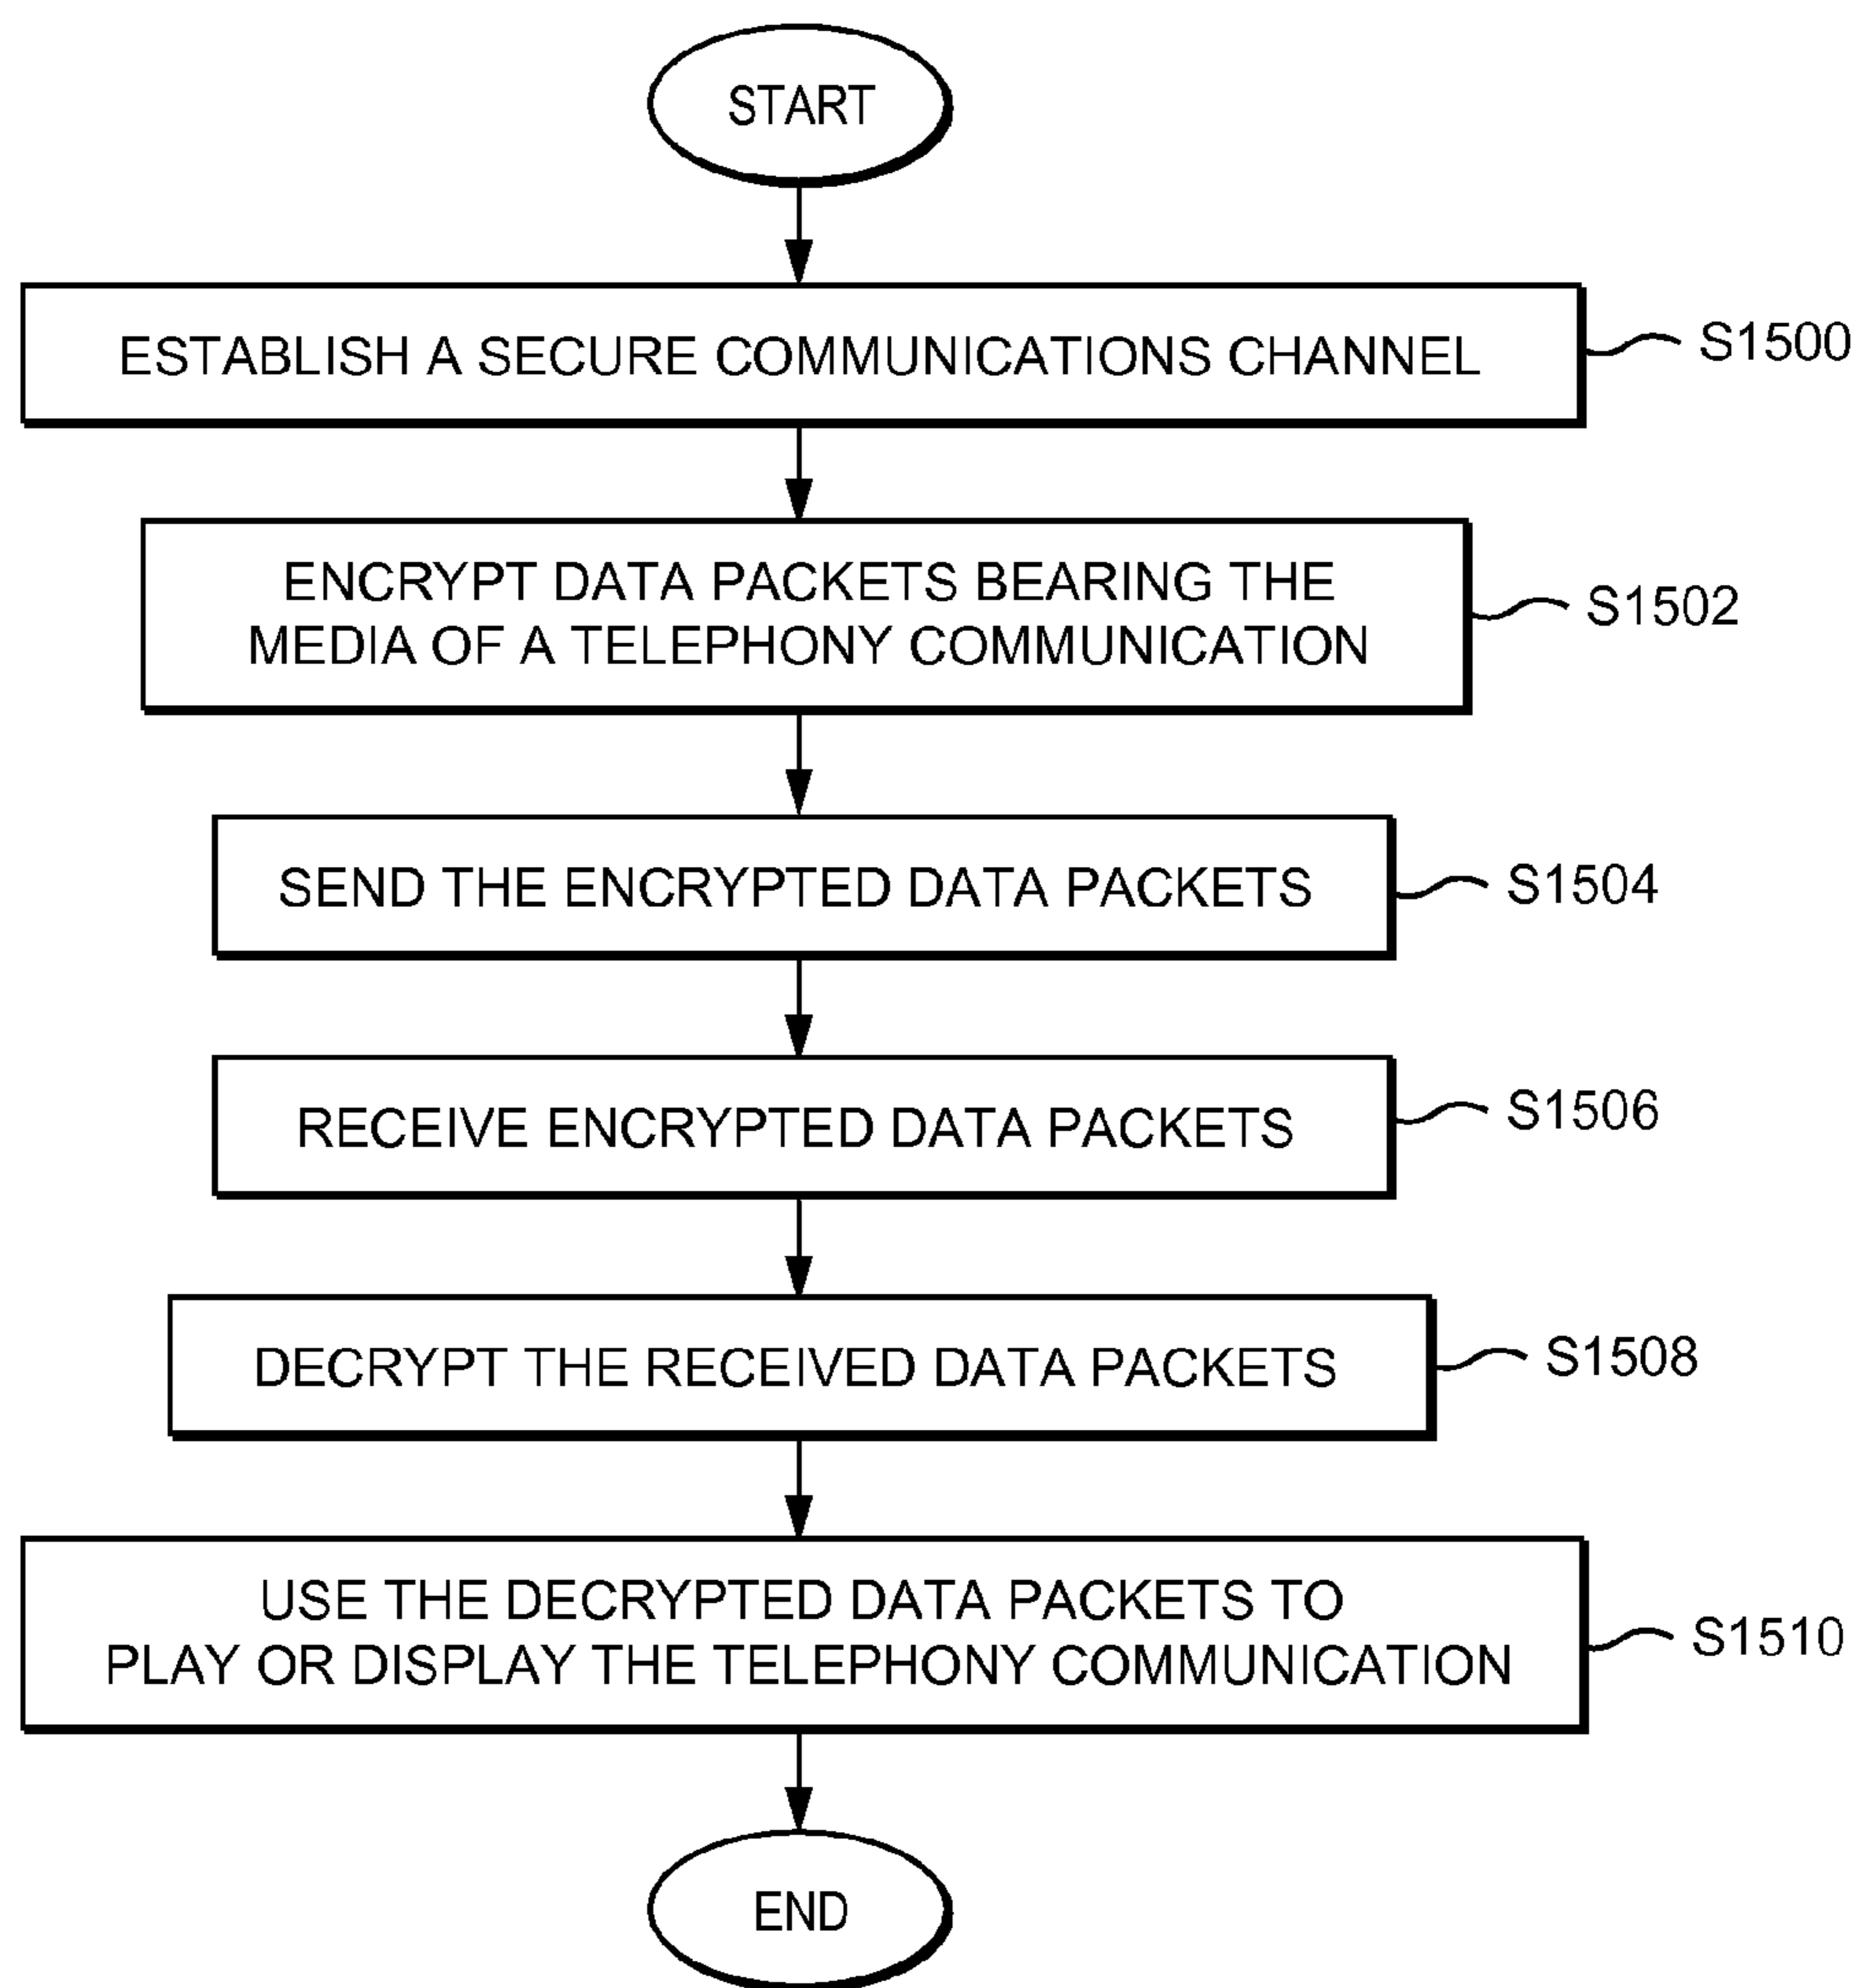 START
ESTABLISH A SECURE COMMUNICATIONS CHANNEL
S1500
ENCRYPT DATA PACKETS BEARING THE
MEDIA OF A TELEPHONY COMMUNICATION
S1502
SEND THE ENCRYPTED DATA PACKETS
S1504
RECEIVE ENCRYPTED DATA PACKETS
S1506
DECRYPT THE RECEIVED DATA PACKETS
S1508
USE THE DECRYPTED DATA PACKETS TO
PLAY OR DISPLAY THE TELEPHONY COMMUNICATION
S1510
END